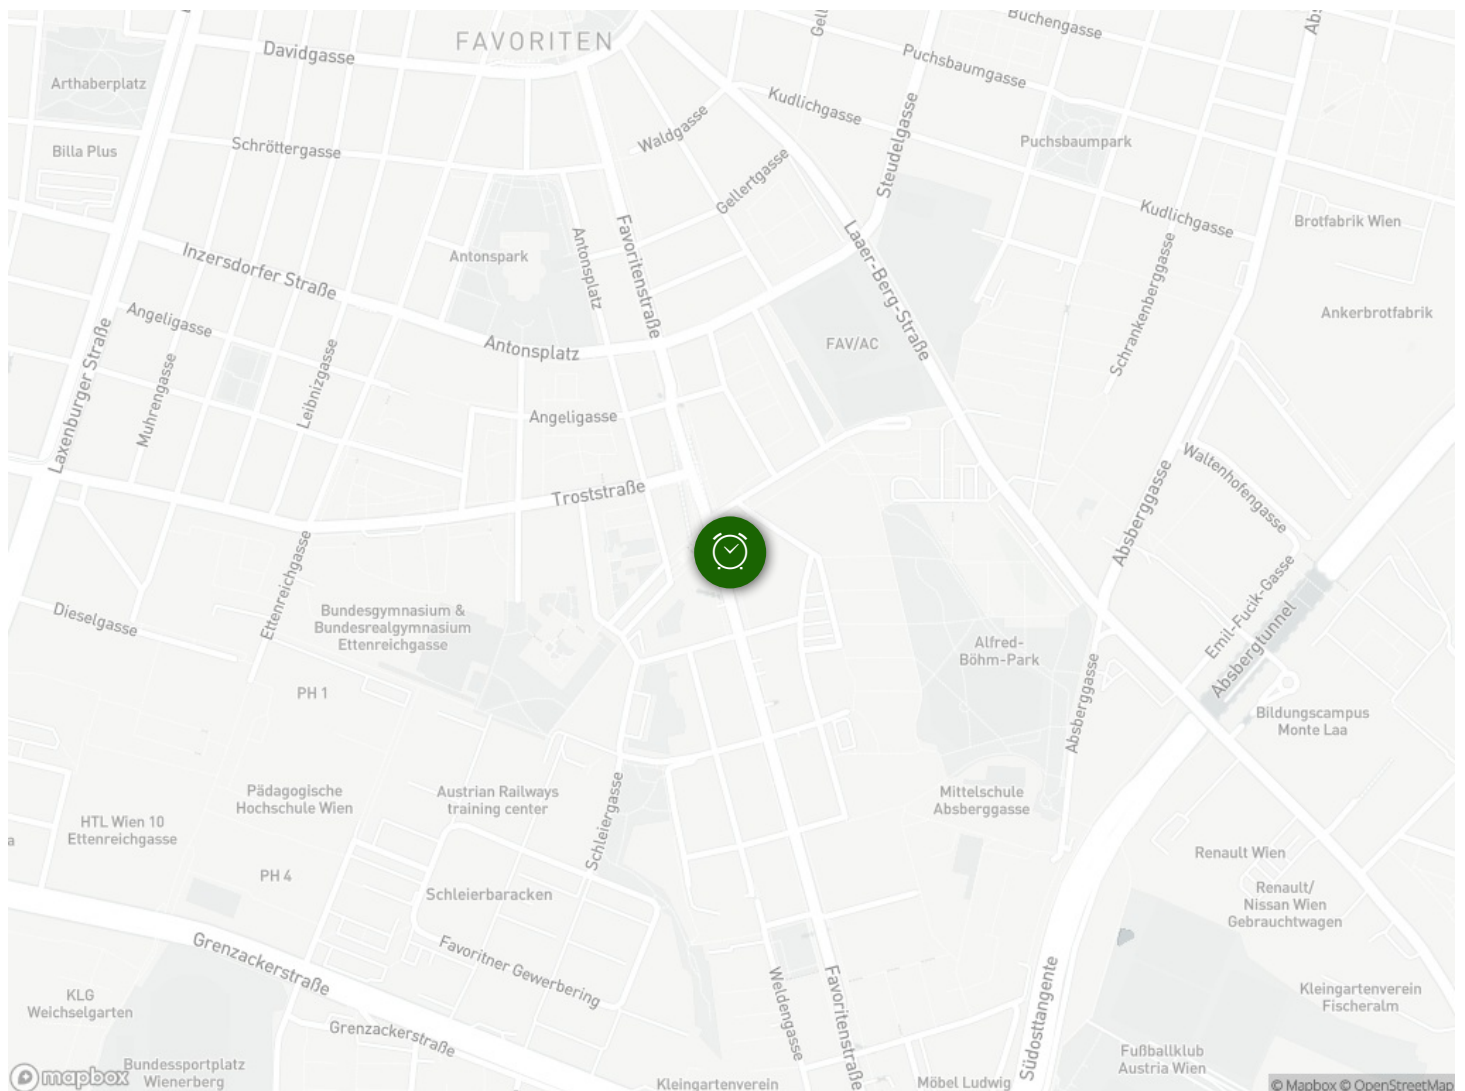 Buchengasse
FAVORITEN
Davidgasse
Puchsbaumgasse
Arthaberplatz
Kudlichgasse
Waldgasse
Steudelgasse
Puchsbaumpark
Billa Plus
Schröttergasse
Gellertgasse
Kudlichgasse
Brotfabrik Wien
Inzersdorfer Straße
Antonspark
Antonsplatz
Favoritenstraße
Laaer-Berg-Straße
Schrankenberggasse
Ankerbrotfabrik
Angeligasse
Laxenburger Straße
Muhrengasse
Leibnizgasse
Antonsplatz
FAV/AC
Angeligasse
Troststraße
Waltenhofengasse
Absberggasse
Ettenreichgasse
Dieselgasse
Bundesgymnasium &
Bundesrealgymnasium
Ettenreichgasse
Alfred-
Böhm-Park
Emil-Fucik-Gasse
Absbergtunnel
PH 1
Absberggasse
Bildungscampus
Monte Laa
Pädagogische
Hochschule Wien
Austrian Railways
training center
Mittelschule
Absberggasse
HTL Wien 10
Ettenreichgasse
Schleiergasse
Renault Wien
PH 4
Schleierbaracken
Renault/
Nissan Wien
Gebrauchtwagen
Grenzackerstraße
Favoritner Gewerbering
KLG
Weichselgarten
Weldengasse
Favoritenstraße
Südosttangente
Kleingartenverein
Fischeralm
Grenzackerstraße
Bundessportplatz
Wienerberg
Fußballklub
Austria Wien
Kleingartenverein
Möbel Ludwig
mapbox
© Mapbox © OpenStreetMap